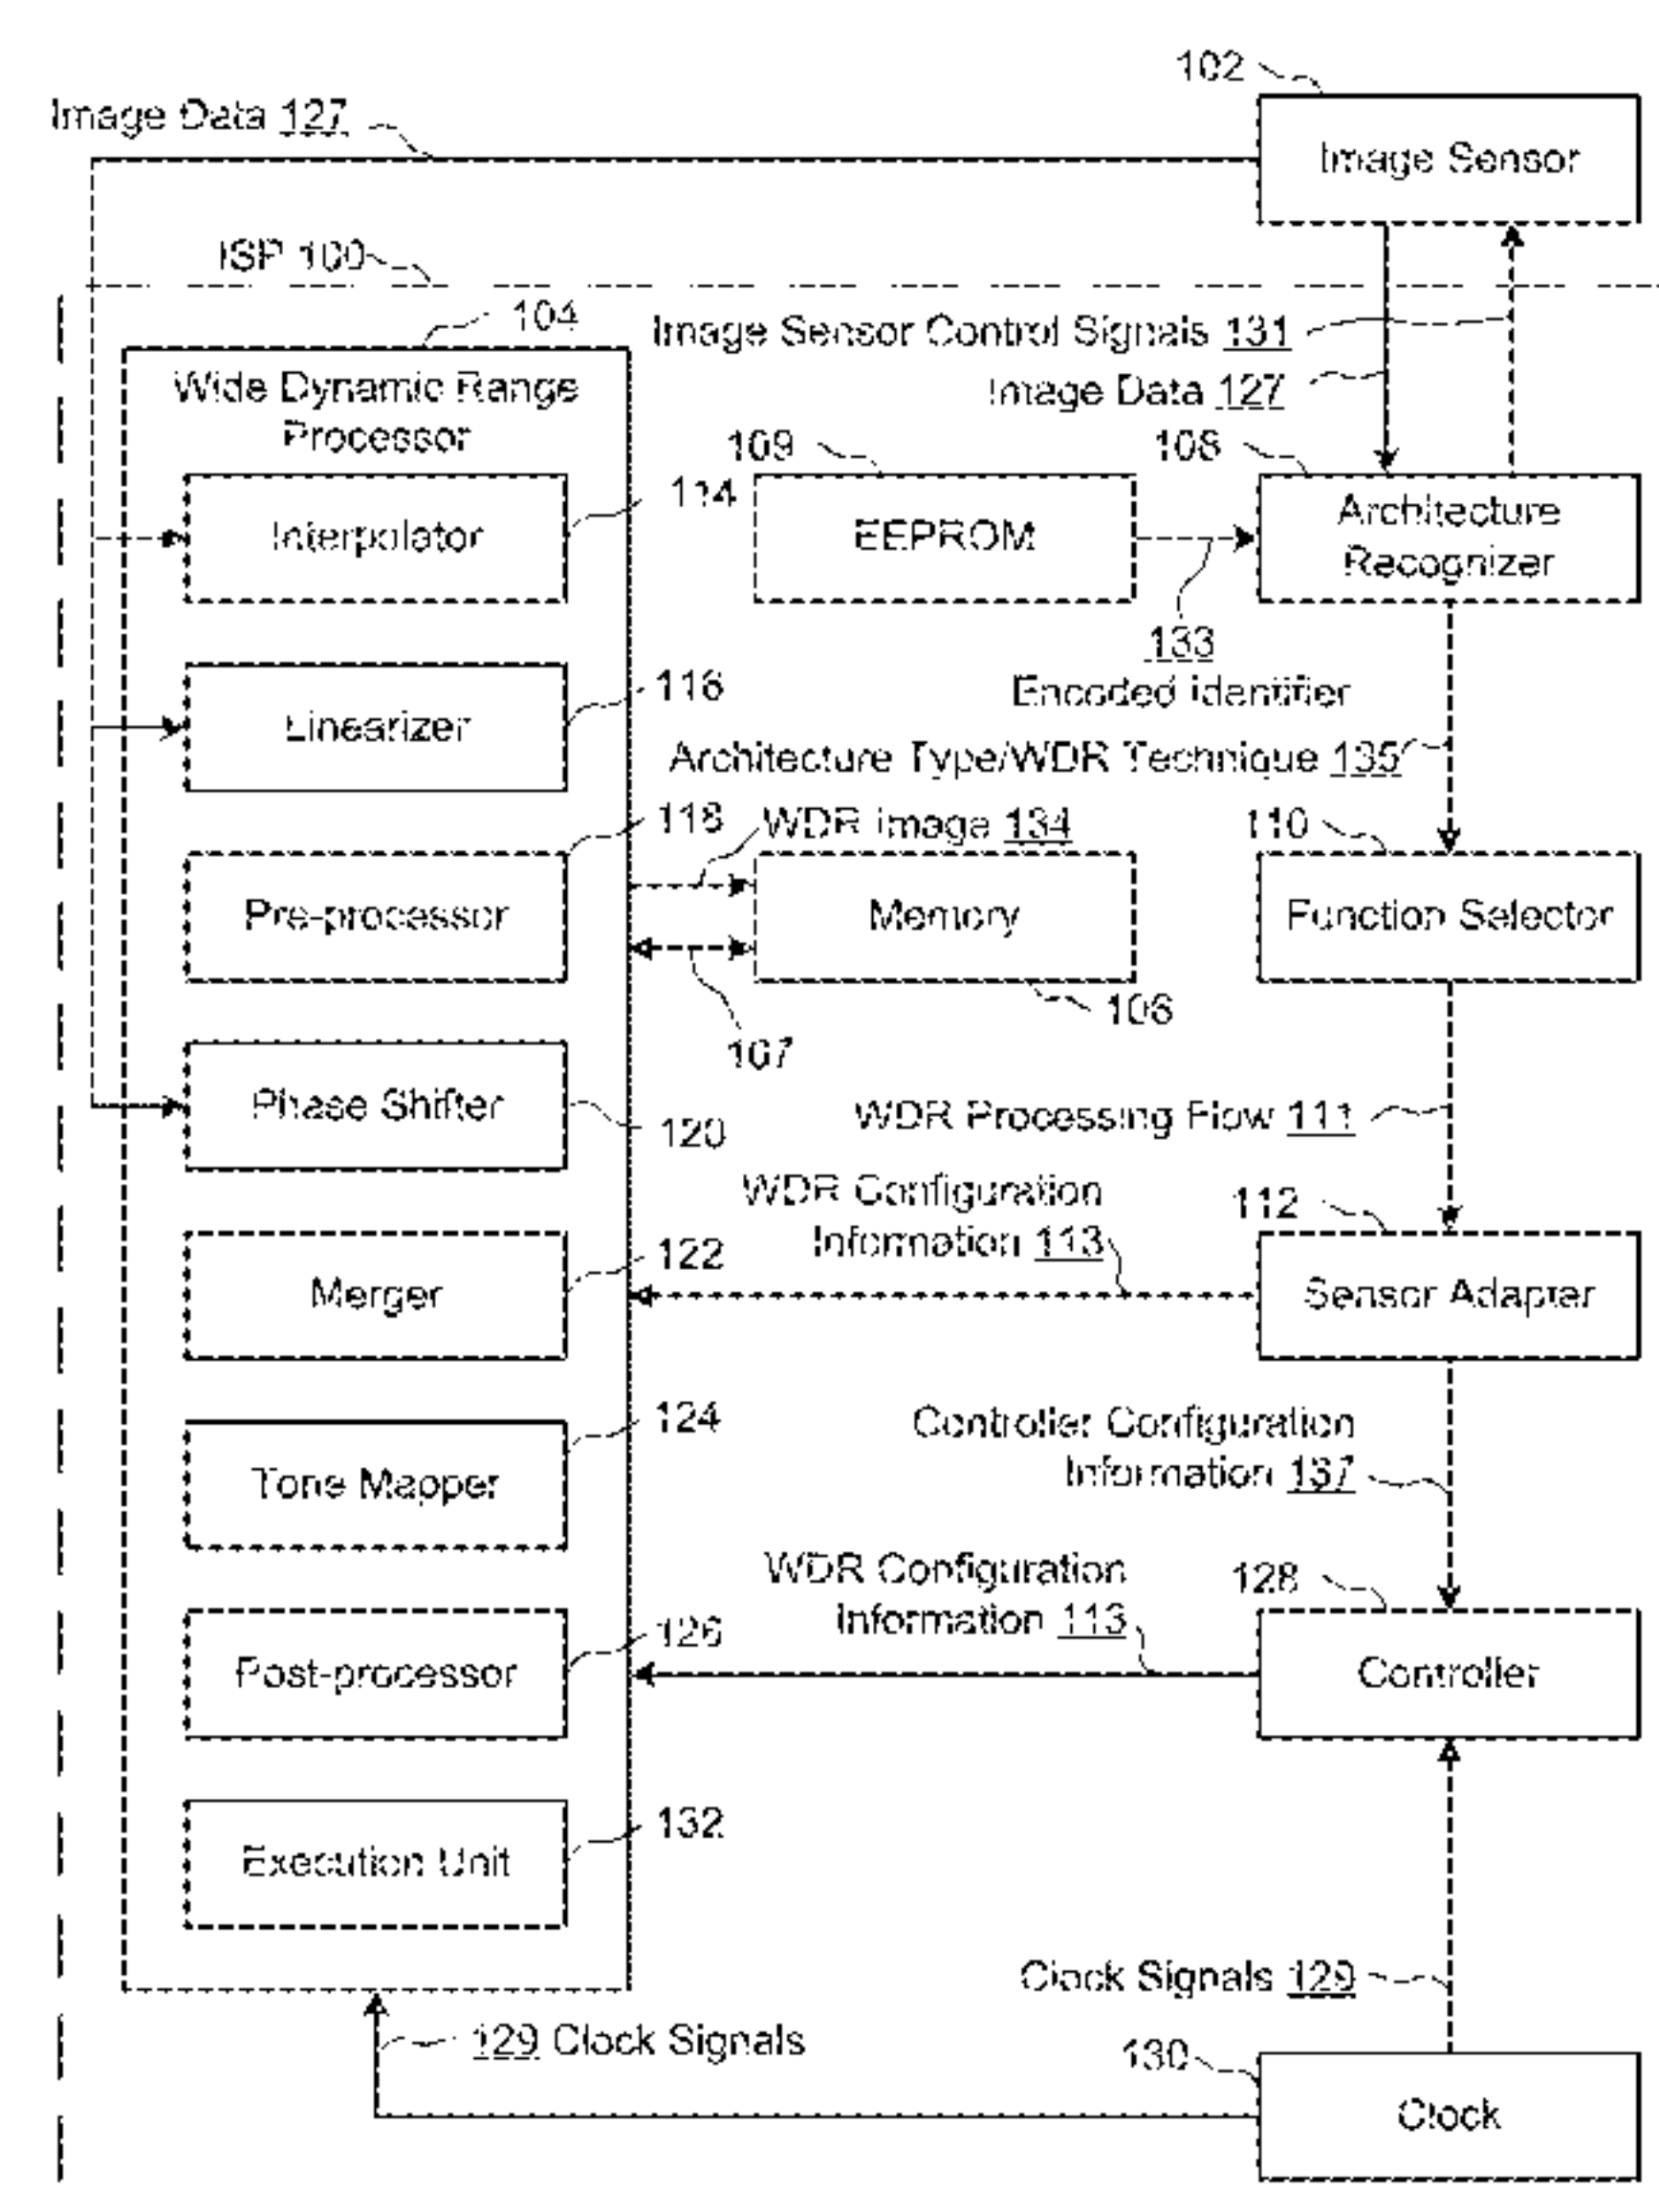 102
Image Data 127
Image Sensor
ISP 100
104
Image Sensor Control Signals 131
Wide Dynamic Range
Processor
Image Data 127
109
108
114
Interpolator
EEPROM
Architecture
Recognizer
133
Encoded identifier
116
Linearizer
Architecture Type/WDR Technique 135
118
WDR image 134
110
Pre-processor
Memory
Function Selector
106
107
Phase Shifter
120
WDR Processing Flow 111
WDR Configuration
Information 113
112
122
Merger
Sensor Adapter
124
Controller Configuration
Information 137
Tone Mapper
WDR Configuration
Information 113
128
126
Post-processor
Controller
132
Execution Unit
Clock Signals 129
129 Clock Signals
130
Clock